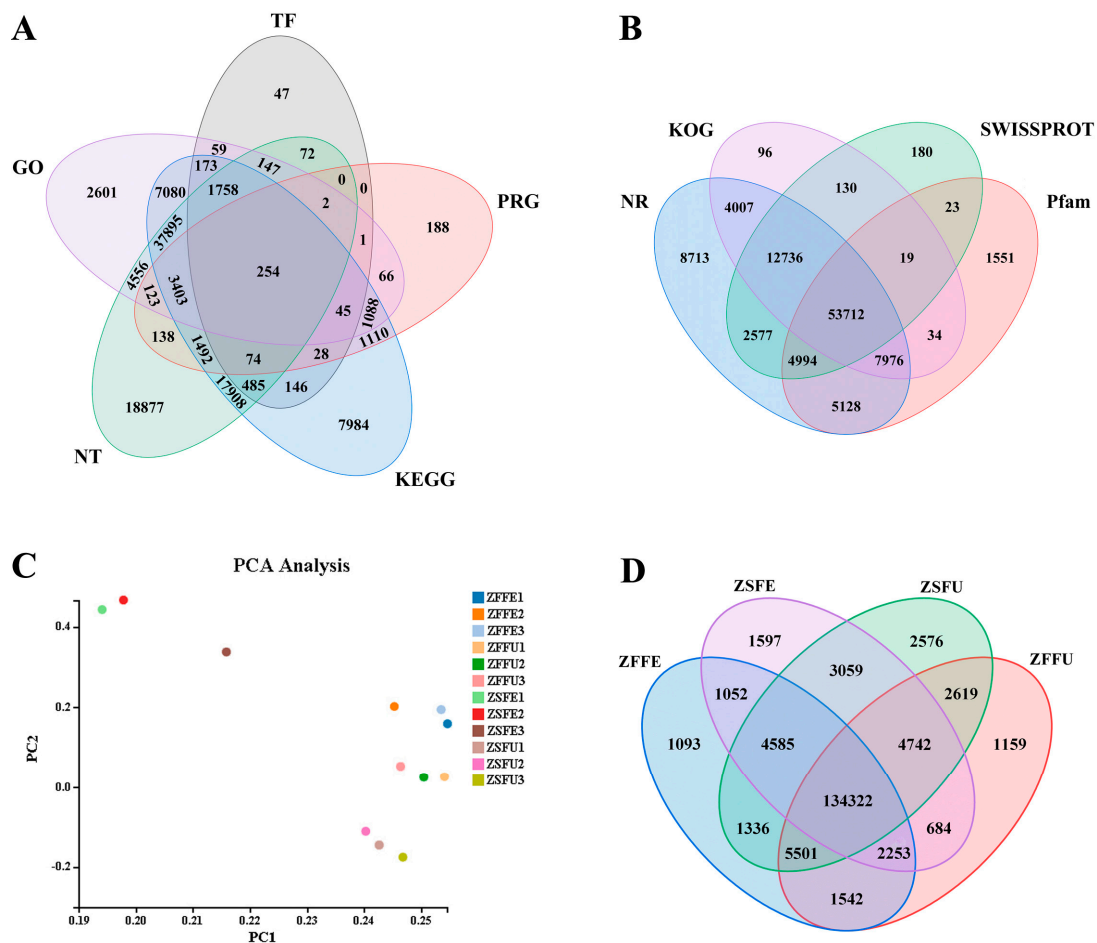 A
TF
47
GO
59
72
147
173
0
0
2601
7080
1758
2
PRG
188
37895
1
4556
254
66
123
3403
45
1088
138
1492
74
28
1110
17908
485
146
18877
7984
NT
KEGG
B
KOG
SWISSPROT
96
180
130
NR
4007
23
Pfam
8713
12736
19
1551
53712
2577
34
4994
7976
5128
C
PCA Analysis
PC2
0.4
0.2
0.0
-0.2
0.19
0.20
0.21
0.22
0.23
0.24
0.25
PC1
ZFFE1
ZFFE2
ZFFE3
ZFFU1
ZFFU2
ZFFU3
ZSFE1
ZSFE2
ZSFE3
ZSFU1
ZSFU2
ZSFU3
D
ZSFE
ZSFU
1597
2576
ZFFE
3059
ZFFU
1052
2619
1093
4585
4742
1159
134322
1336
684
5501
2253
1542